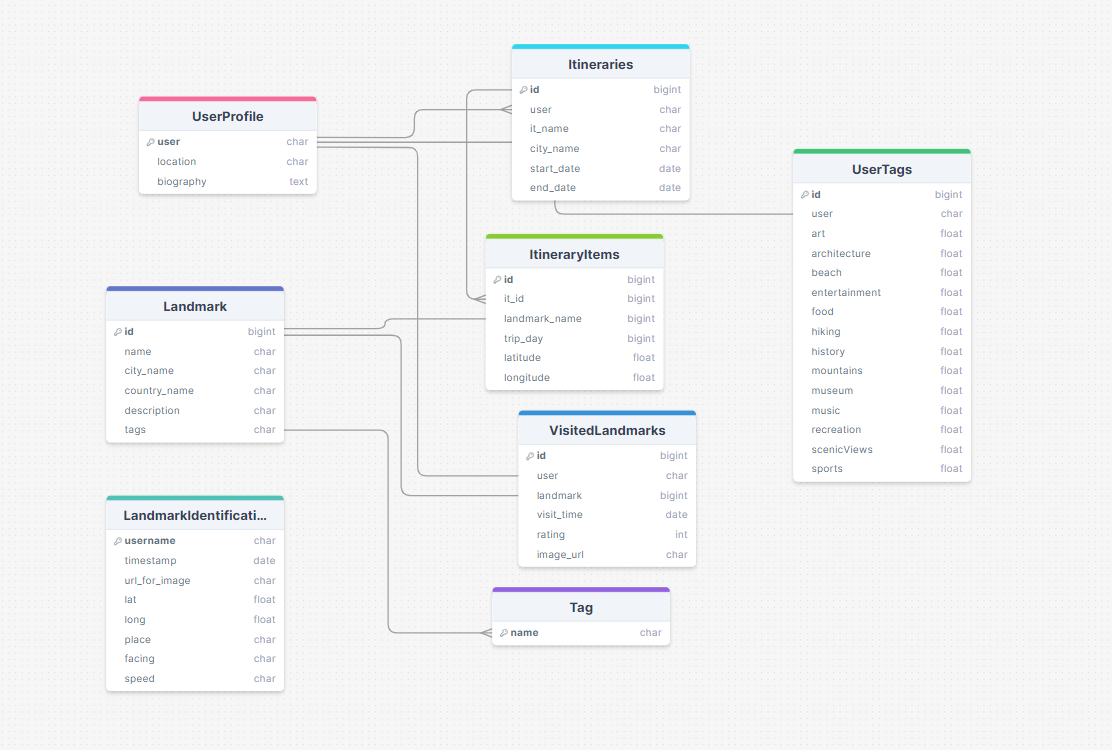 UserProfile
user char
location char
biography text
Itineraries
id bigint
user char
it_name char
city_name char
start_date date
end_date date
UserTags
id bigint
user char
art float
architecture float
beach float
entertainment float
food float
hiking float
history float
mountains float
museum float
music float
recreation float
scenicViews float
sports float
ItineraryItems
id bigint
it_id bigint
landmark_name bigint
trip_day bigint
latitude float
longitude float
Landmark
id bigint
name char
city_name char
country_name char
description char
tags char
VisitedLandmarks
id bigint
user char
landmark bigint
visit_time date
rating int
image_url char
LandmarkIdentificati...
username char
timestamp date
url_for_image char
lat float
long float
place char
facing char
speed char
Tag
name char